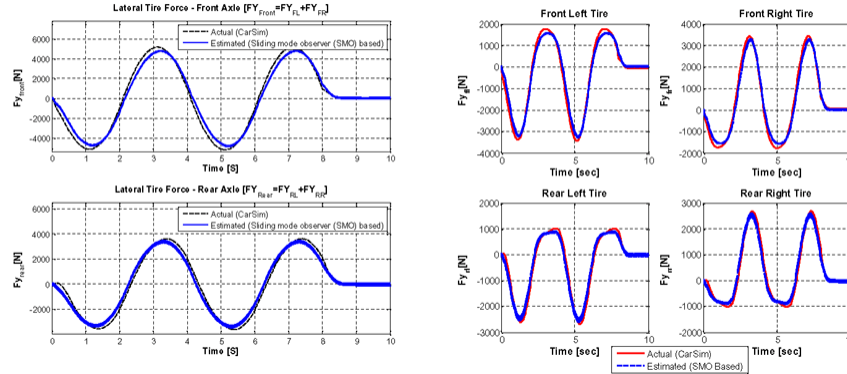 Lateral Tire Force - Front Axle [FY_Front=FY_FL+FY_FR]
Actual (CarSim)
Estimated (Sliding mode observer (SMO) based)
6000
4000
2000
0
-2000
-4000
Fy_front[N]
0 1 2 3 4 5 6 7 8 9 10
Time [S]
Lateral Tire Force - Rear Axle [FY_Rear=FY_RL+FY_RR]
Actual (CarSim)
Estimated (Sliding mode observer (SMO) based)
6000
4000
2000
0
-2000
Fy_rear[N]
0 1 2 3 4 5 6 7 8 9 10
Time [S]
Front Left Tire
2000
1000
0
-1000
-2000
-3000
4000
Fy_fl[N]
0 5 10
Time [sec]
Front Right Tire
4000
2000
0
-2000
Fy_fr[N]
0 5 10
Time [sec]
Rear Left Tire
2000
1000
0
-1000
-2000
-3000
Fy_rl[N]
0 5 10
Time [sec]
Rear Right Tire
3000
2000
1000
0
-1000
-2000
Fy_rr[N]
0 5 10
Time [sec]
Actual (CarSim)
Estimated (SMO Based)